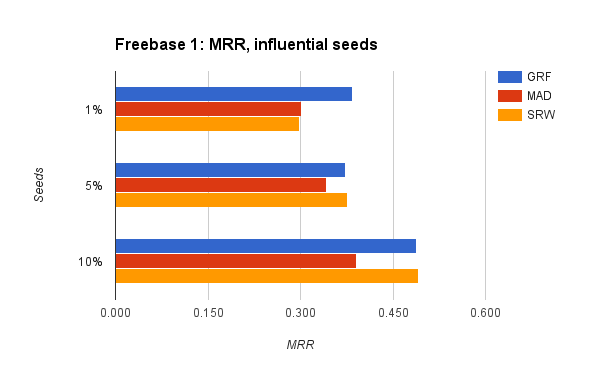 Freebase 1: MRR, influential seeds
GRF
MAD
SRW
Seeds
1%
5%
10%
0.000 0.150 0.300 0.450 0.600
MRR